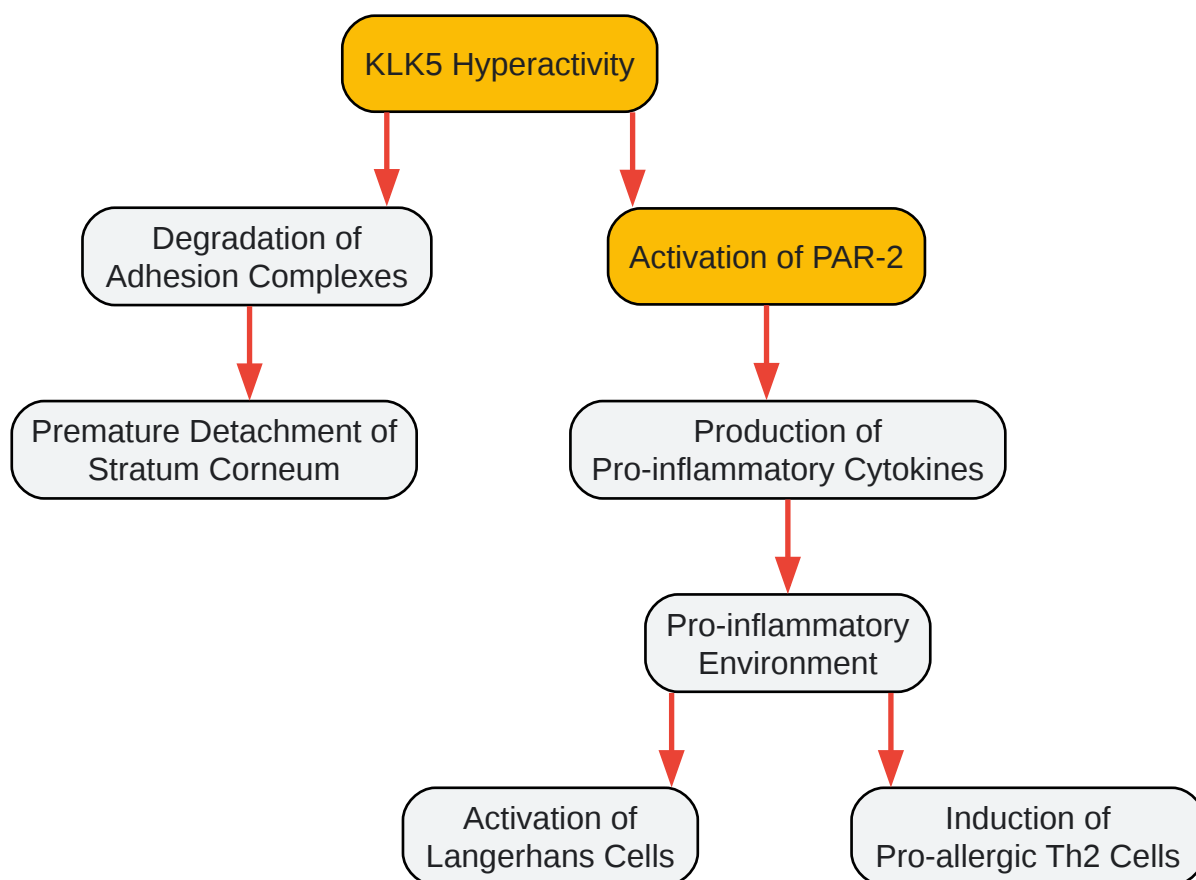 KLK5 Hyperactivity
Degradation of
Adhesion Complexes
Activation of PAR-2
Premature Detachment of
Stratum Corneum
Production of
Pro-inflammatory Cytokines
Pro-inflammatory
Environment
Activation of
Langerhans Cells
Induction of
Pro-allergic Th2 Cells